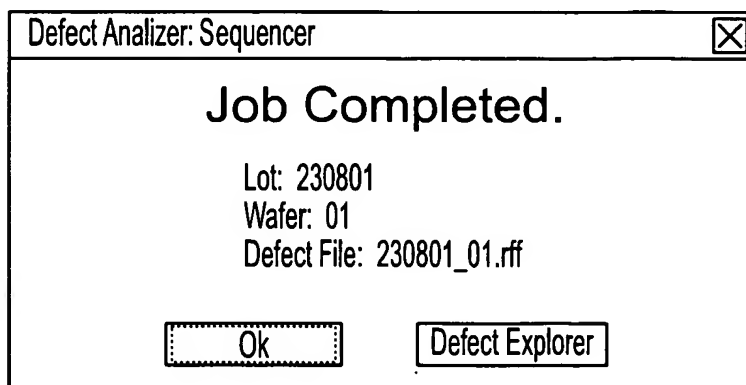 Defect Analizer: Sequencer
Job Completed.
Lot: 230801
Wafer: 01
Defect File: 230801_01.rff
Ok
Defect Explorer